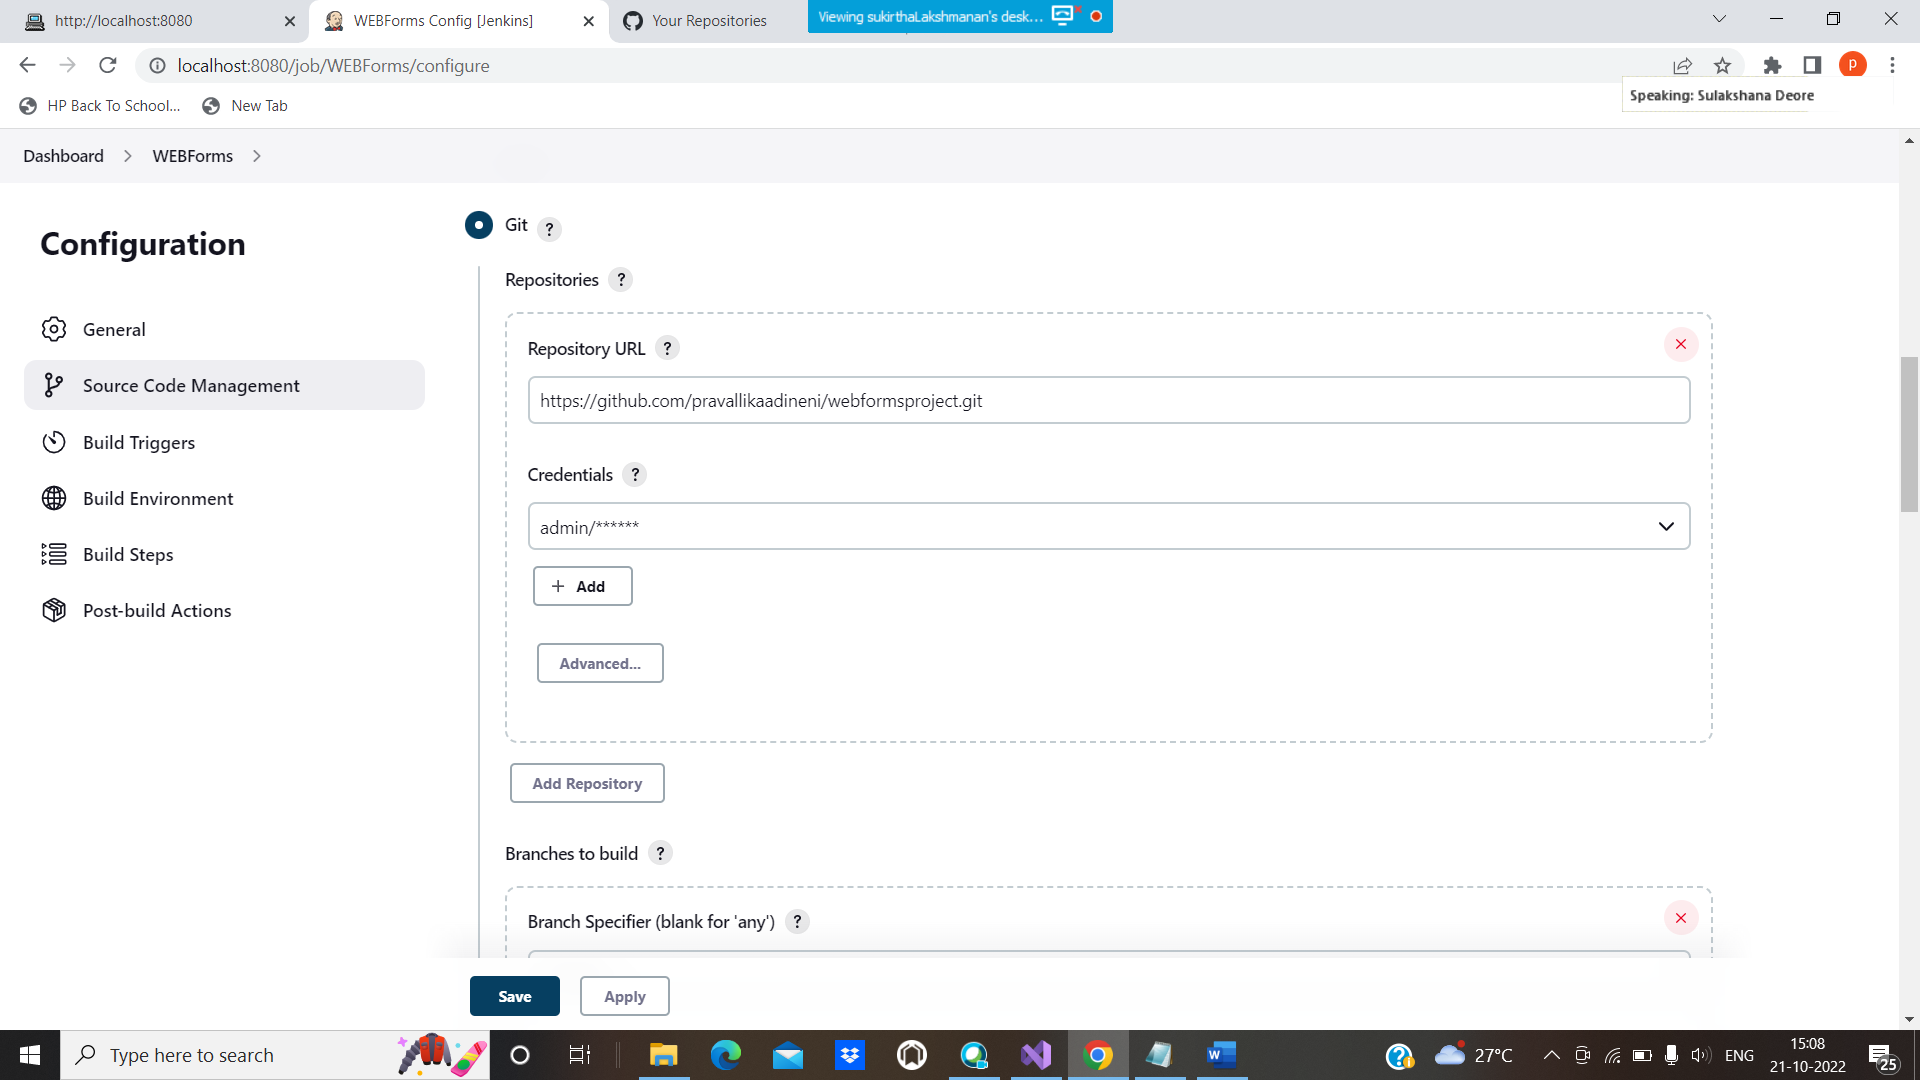 http://localhost:8080
WEBForms Config [Jenkins]
Your Repositories
Viewing sukirthaLakshmanan's desk...
localhost:8080/job/WEBForms/configure
P
HP Back To School...
New Tab
Speaking: Sulakshana Deore
Dashboard
WEBForms
Configuration
General
Source Code Management
Build Triggers
Build Environment
Build Steps
Post-build Actions
Git ?
Repositories ?
Repository URL ?
https://github.com/pravallikaadineni/webformsproject.git
Credentials ?
admin/******
+ Add
Advanced...
Add Repository
Branches to build ?
Branch Specifier (blank for 'any') ?
Save
Apply
Type here to search
27°C
ENG
15:08
21-10-2022
25